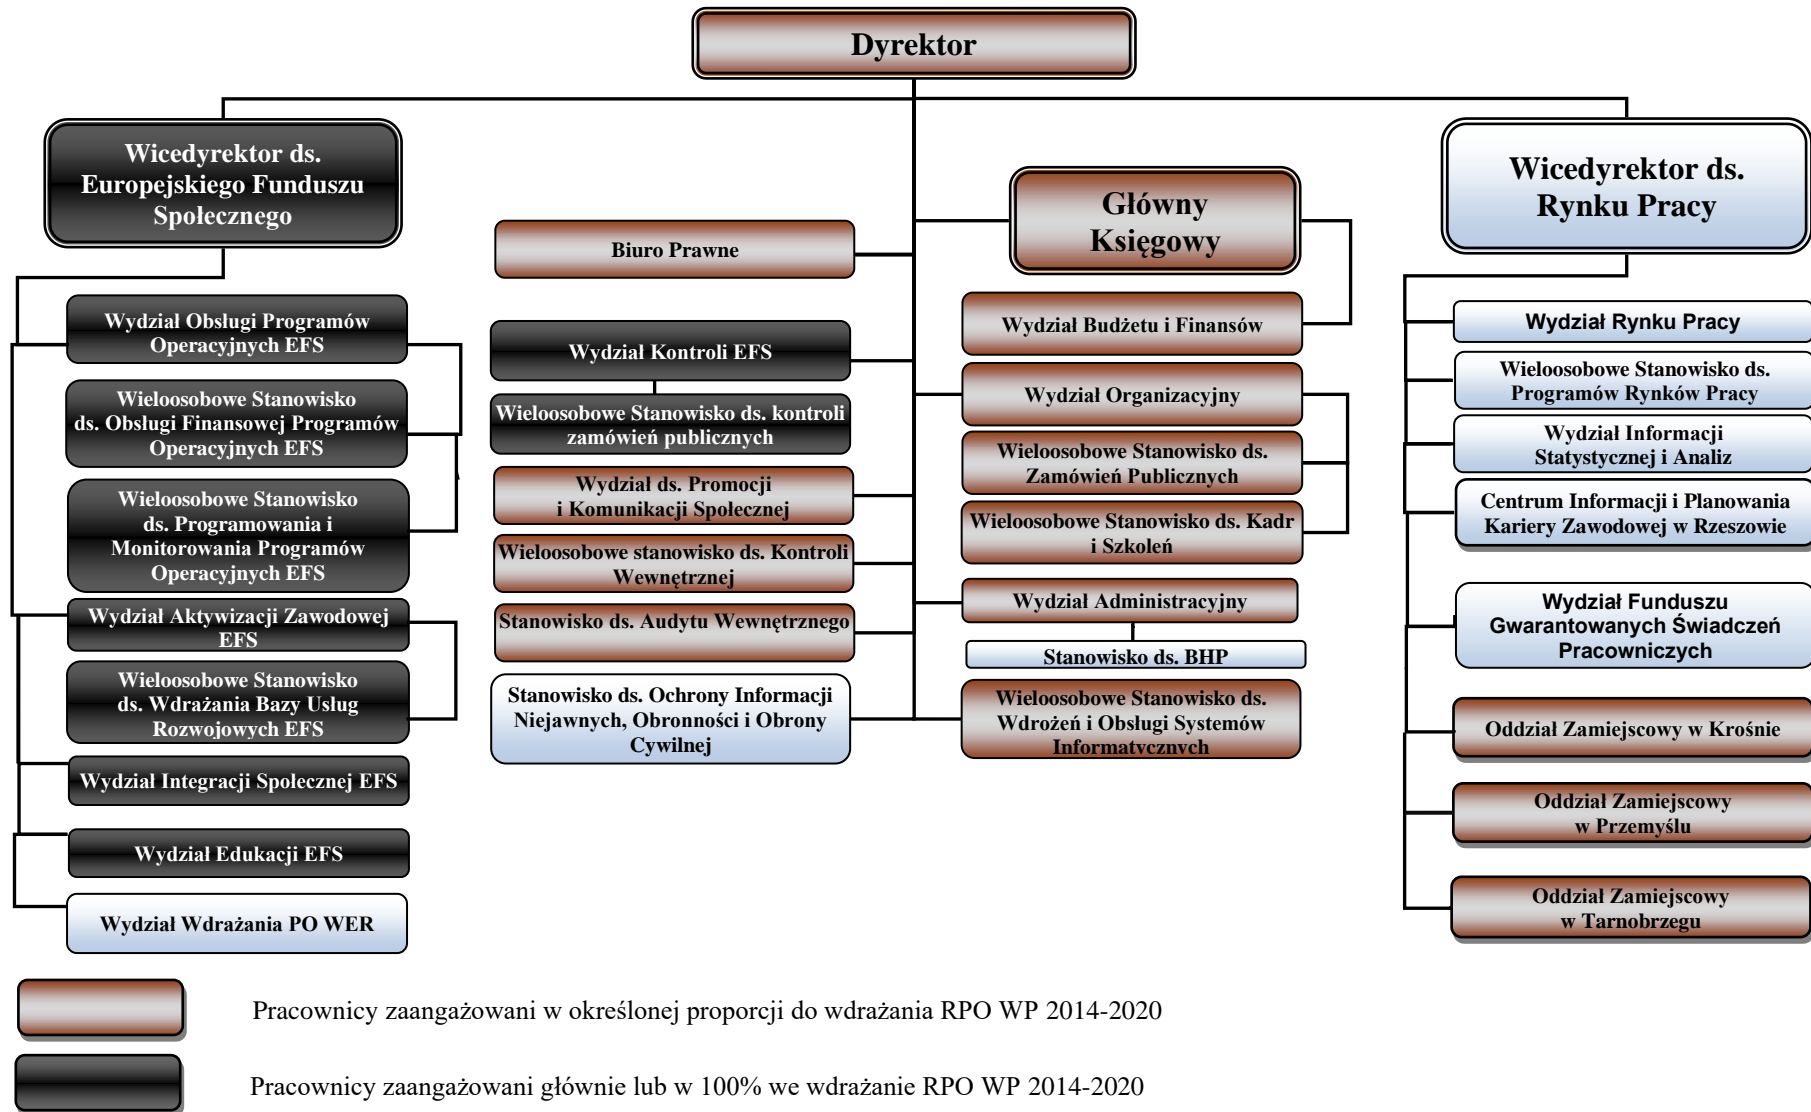 Dyrektor
Wicedyrektor ds.
Europejskiego Funduszu
Społecznego
Wydział Obsługi Programów
Operacyjnych EFS
Wieloosobowe Stanowisko
ds. Obsługi Finansowej Programów
Operacyjnych EFS
Wieloosobowe Stanowisko
ds. Programowania i
Monitorowania Programów
Operacyjnych EFS
Wydział Aktywizacji Zawodowej
EFS
Wieloosobowe Stanowisko
ds. Wdrażania Bazy Usług
Rozwojowych EFS
Wydział Integracji Społecznej EFS
Wydział Edukacji EFS
Wydział Wdrażania PO WER
Biuro Prawne
Wydział Kontroli EFS
Wieloosobowe Stanowisko ds. kontroli
zamówień publicznych
Wydział ds. Promocji
i Komunikacji Społecznej
Wieloosobowe stanowisko ds. Kontroli
Wewnętrznej
Stanowisko ds. Audytu Wewnętrznego
Stanowisko ds. Ochrony Informacji
Niejawnych, Obronności i Obrony
Cywilnej
Główny
Księgowy
Wydział Budżetu i Finansów
Wydział Organizacyjny
Wieloosobowe Stanowisko ds.
Zamówień Publicznych
Wieloosobowe Stanowisko ds. Kadr
i Szkoleń
Wydział Administracyjny
Stanowisko ds. BHP
Wieloosobowe Stanowisko ds.
Wdrożeń i Obsługi Systemów
Informatycznych
Wicedyrektor ds.
Rynku Pracy
Wydział Rynku Pracy
Wieloosobowe Stanowisko ds.
Programów Rynków Pracy
Wydział Informacji
Statystycznej i Analiz
Centrum Informacji i Planowania
Kariery Zawodowej w Rzeszowie
Wydział Funduszu
Gwarantowanych Świadczeń
Pracowniczych
Oddział Zamiejscowy w Krośnie
Oddział Zamiejscowy
w Przemyślu
Oddział Zamiejscowy
w Tarnobrzegu
Pracownicy zaangażowani w określonej proporcji do wdrażania RPO WP 2014-2020
Pracownicy zaangażowani głównie lub w 100% we wdrażanie RPO WP 2014-2020